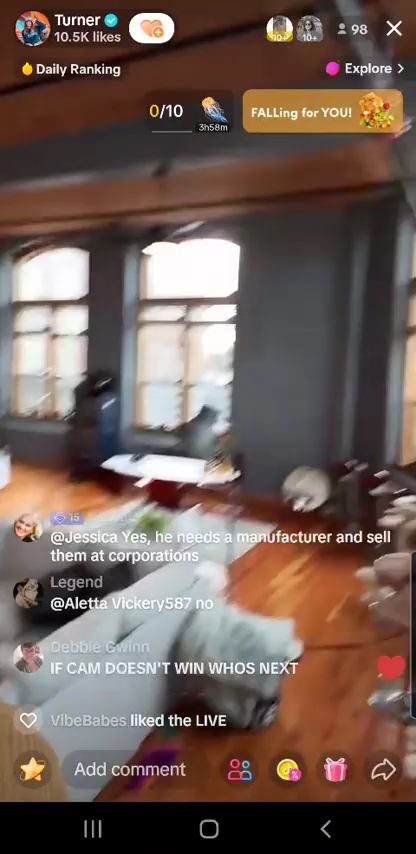 Turner
10.5K likes
10+
10+
98
Daily Ranking
Explore >
0/10
3h58m
FALLing for YOU!
15
@Jessica Yes, he needs a manufacturer and sell
them at corporations
Legend
@Aletta Vickery587 no
Debbie Gwinn
IF CAM DOESN'T WIN WHOS NEXT
VibeBabes liked the LIVE
Add comment